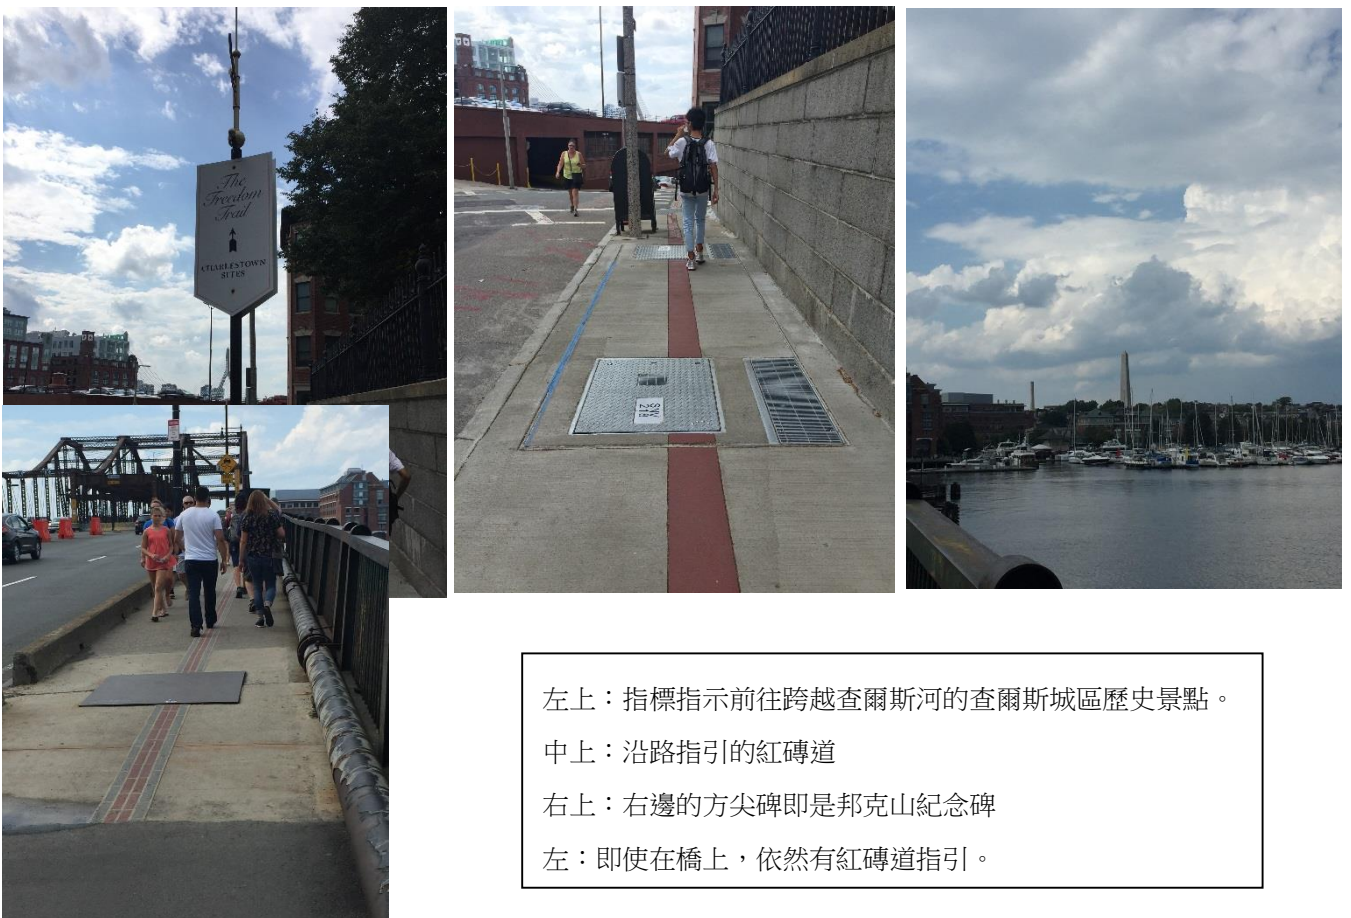 The
Freedom
Trail
CHARLESTOWN
SITES
SW
218
左上：指標指示前往跨越查爾斯河的查爾斯城區歷史景點。
中上：沿路指引的紅磚道
右上：右邊的方尖碑即是邦克山紀念碑
左：即使在橋上，依然有紅磚道指引。